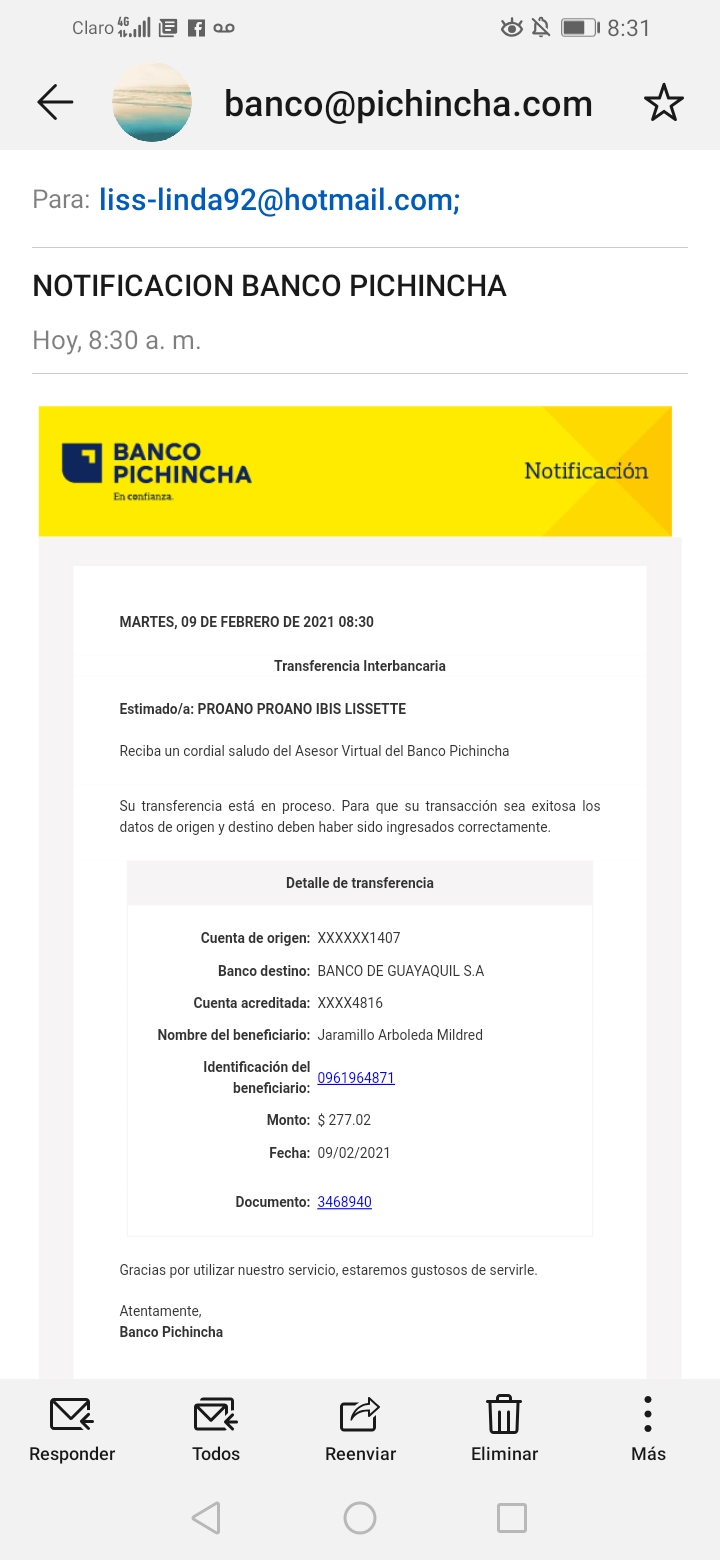 Claro 4G 8:31
banco@pichincha.com
Para: liss-linda92@hotmail.com;
NOTIFICACION BANCO PICHINCHA
Hoy, 8:30 a. m.
BANCO
PICHINCHA
En confianza.
Notificación
MARTES, 09 DE FEBRERO DE 2021 08:30
Transferencia Interbancaria
Estimado/a: PROANO PROANO IBIS LISSETTE
Reciba un cordial saludo del Asesor Virtual del Banco Pichincha
Su transferencia está en proceso. Para que su transacción sea exitosa los
datos de origen y destino deben haber sido ingresados correctamente.
Detalle de transferencia
Cuenta de origen: XXXXXX1407
Banco destino: BANCO DE GUAYAQUIL S.A
Cuenta acreditada: XXXX4816
Nombre del beneficiario: Jaramillo Arboleda Mildred
Identificación del
beneficiario: 0961964871
Monto: $ 277.02
Fecha: 09/02/2021
Documento: 3468940
Gracias por utilizar nuestro servicio, estaremos gustosos de servirle.
Atentamente,
Banco Pichincha
Responder Todos Reenviar Eliminar Más